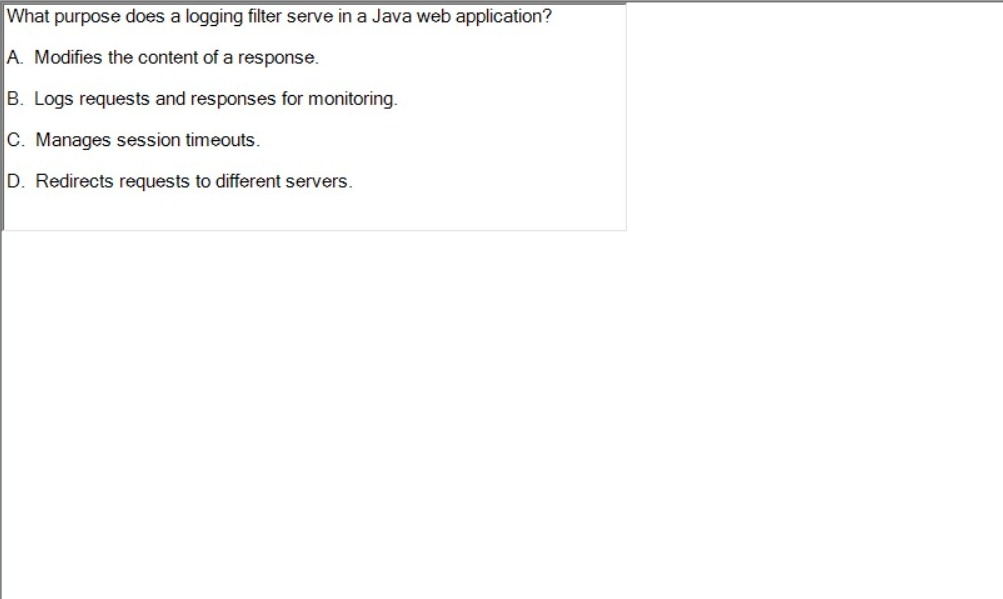 What purpose does a logging filter serve in a Java web application?
A. Modifies the content of a response.
B. Logs requests and responses for monitoring.
C. Manages session timeouts.
D. Redirects requests to different servers.